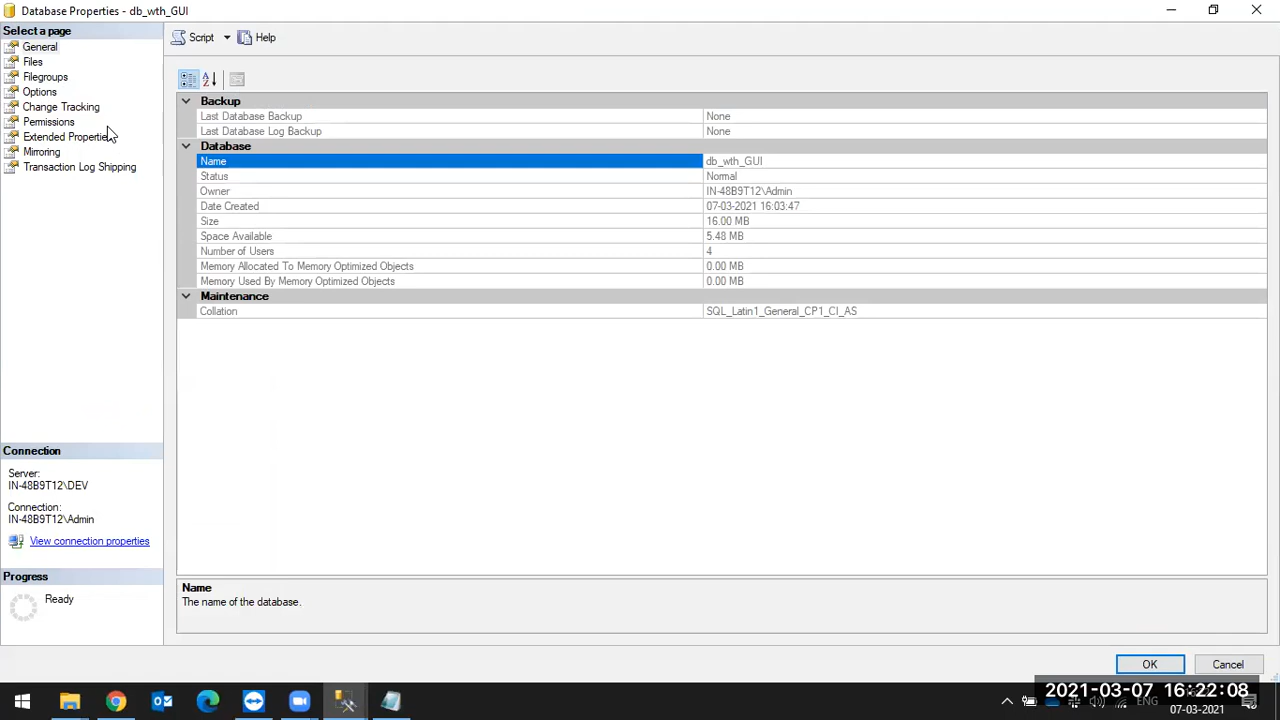 Database Properties - db_wth_GUI
Select a page
General
Files
Filegroups
Options
Change Tracking
Permissions
Extended Properties
Mirroring
Transaction Log Shipping
Script
Help
Backup
Last Database Backup None
Last Database Log Backup None
Database
Name db_wth_GUI
Status Normal
Owner IN-48B9T12\Admin
Date Created 07-03-2021 16:03:47
Size 16.00 MB
Space Available 5.48 MB
Number of Users 4
Memory Allocated To Memory Optimized Objects 0.00 MB
Memory Used By Memory Optimized Objects 0.00 MB
Maintenance
Collation SQL_Latin1_General_CP1_CI_AS
Connection
Server:
IN-48B9T12\DEV
Connection:
IN-48B9T12\Admin
View connection properties
Progress
Ready
Name
The name of the database.
OK
Cancel
2021-03-07 16:22:08
ENG
07-03-2021